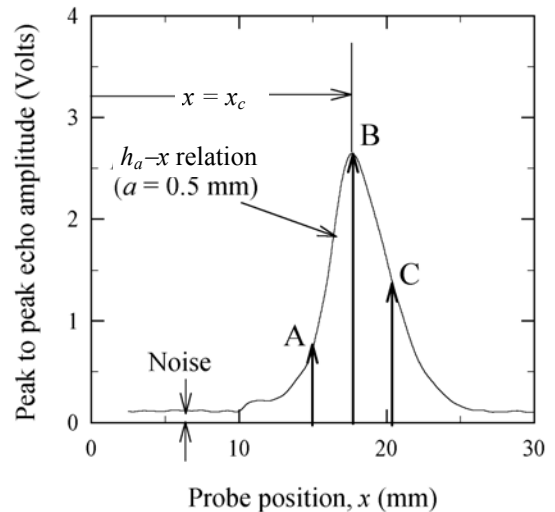 Peak to peak echo amplitude (Volts)
4
3
2
1
0
x = x_c
h_a–x relation
(a = 0.5 mm)
B
C
A
Noise
0
10
20
30
Probe position, x (mm)